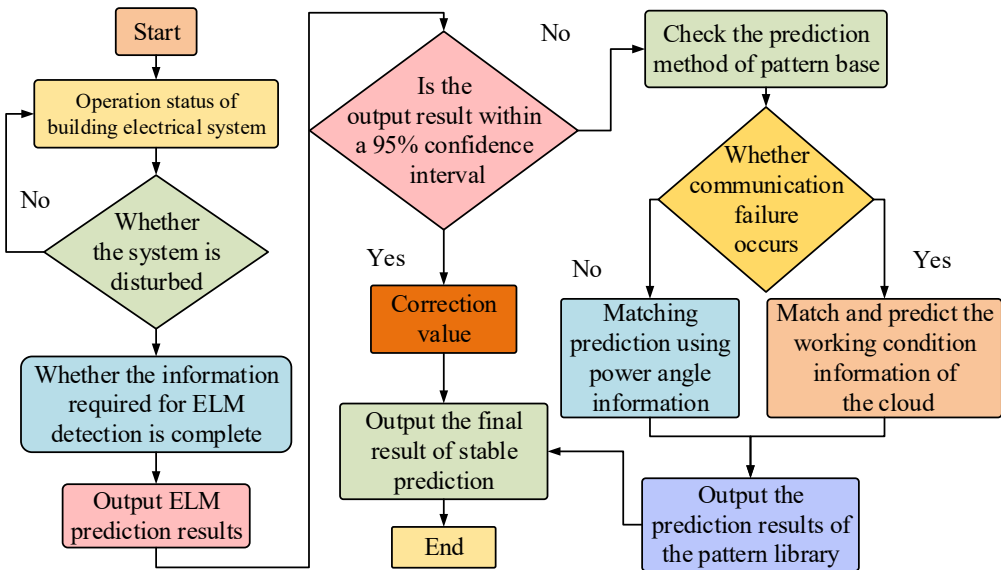 Start
Operation status of
building electrical system
No
Whether
the system is
disturbed
Whether the information
required for ELM
detection is complete
Output ELM
prediction results
Is the
output result within
a 95% confidence
interval
No
Yes
Correction
value
Output the final
result of stable
prediction
End
Check the prediction
method of pattern base
Whether
communication
failure
occurs
No
Yes
Matching
prediction using
power angle
information
Match and predict the
working condition
information of
the cloud
Output the
prediction results of
the pattern library